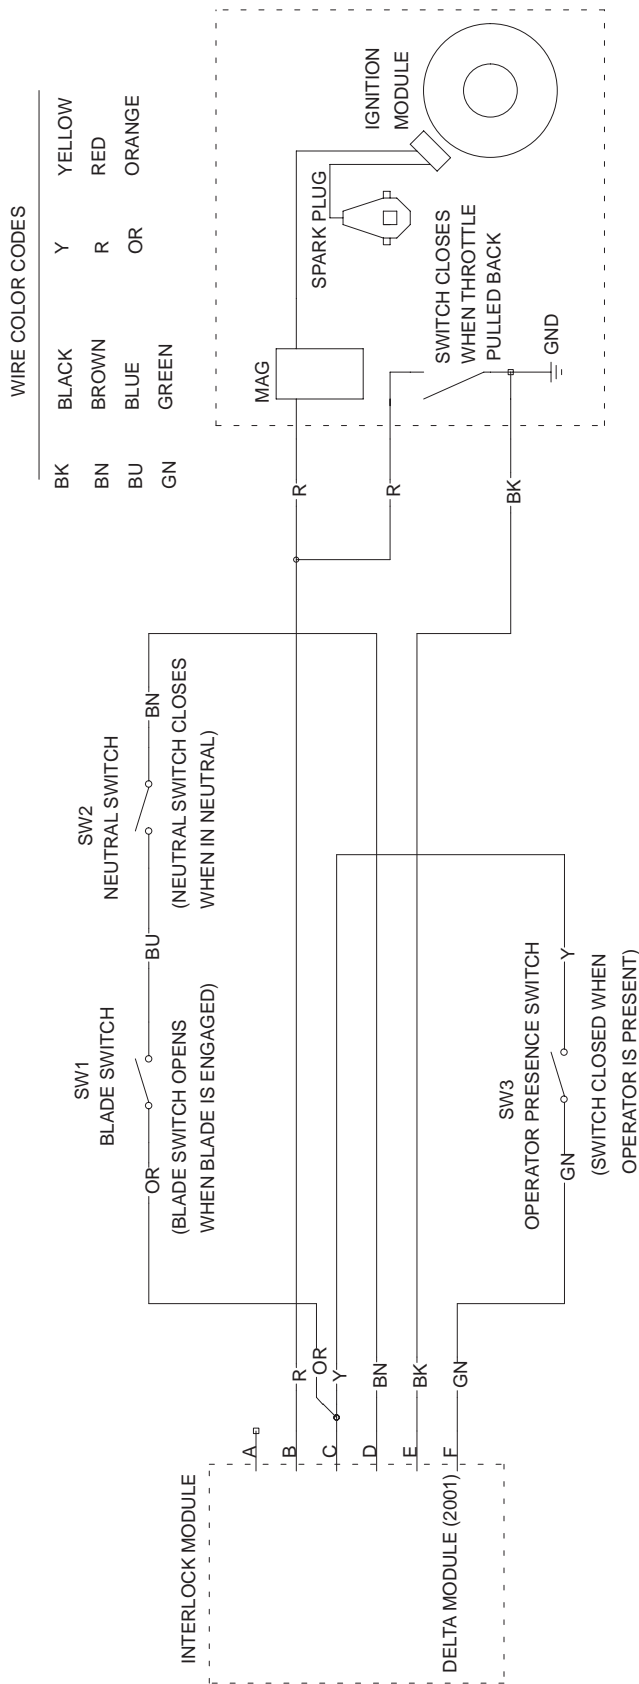 WIRE COLOR CODES
BK BLACK Y YELLOW
BN BROWN R RED
BU BLUE OR ORANGE
GN GREEN
INTERLOCK MODULE
DELTA MODULE (2001)
A
B
C
D
E
F
R
OR
Y
BN
BK
GN
SW1
BLADE SWITCH
OR
(BLADE SWITCH OPENS
WHEN BLADE IS ENGAGED)
BU
SW2
NEUTRAL SWITCH
BN
(NEUTRAL SWITCH CLOSES
WHEN IN NEUTRAL)
SW3
OPERATOR PRESENCE SWITCH
GN
Y
(SWITCH CLOSED WHEN
OPERATOR IS PRESENT)
R
R
BK
MAG
SPARK PLUG
IGNITION
MODULE
SWITCH CLOSES
WHEN THROTTLE
PULLED BACK
GND